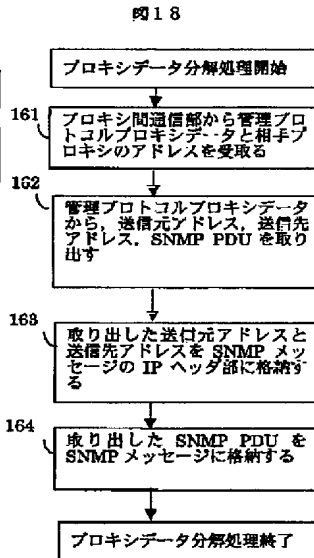 図１８
プロキシデータ分解処理開始
161
プロキシ間通信部から管理プロ
トコルプロキシデータと相手プ
ロキシのアドレスを受取る
162
管理プロトコルプロキシデータ
から，送信元アドレス，送信先
アドレス，SNMP PDU を取り
出す
163
取り出した送信元アドレスと
送信先アドレスを SNMP メッ
セージの IP ヘッダ部に格納す
る
164
取り出した SNMP PDU を
SNMP メッセージに格納する
プロキシデータ分解処理終了